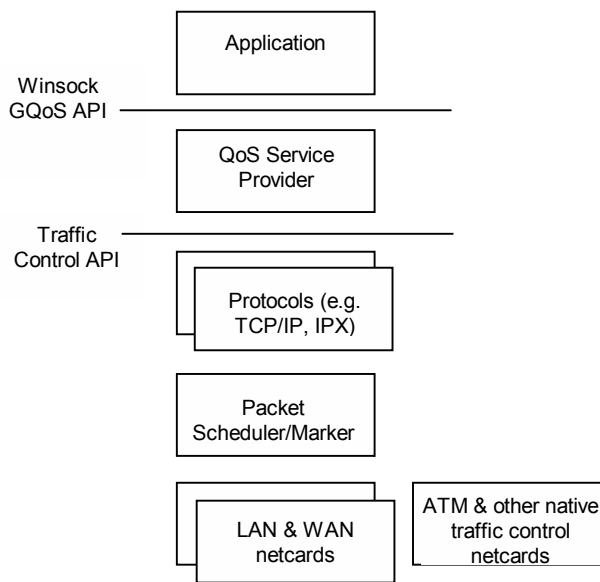 Application
Winsock
GQoS API
QoS Service
Provider
Traffic
Control API
Protocols (e.g.
TCP/IP, IPX)
Packet
Scheduler/Marker
LAN & WAN
netcards
ATM & other native
traffic control
netcards